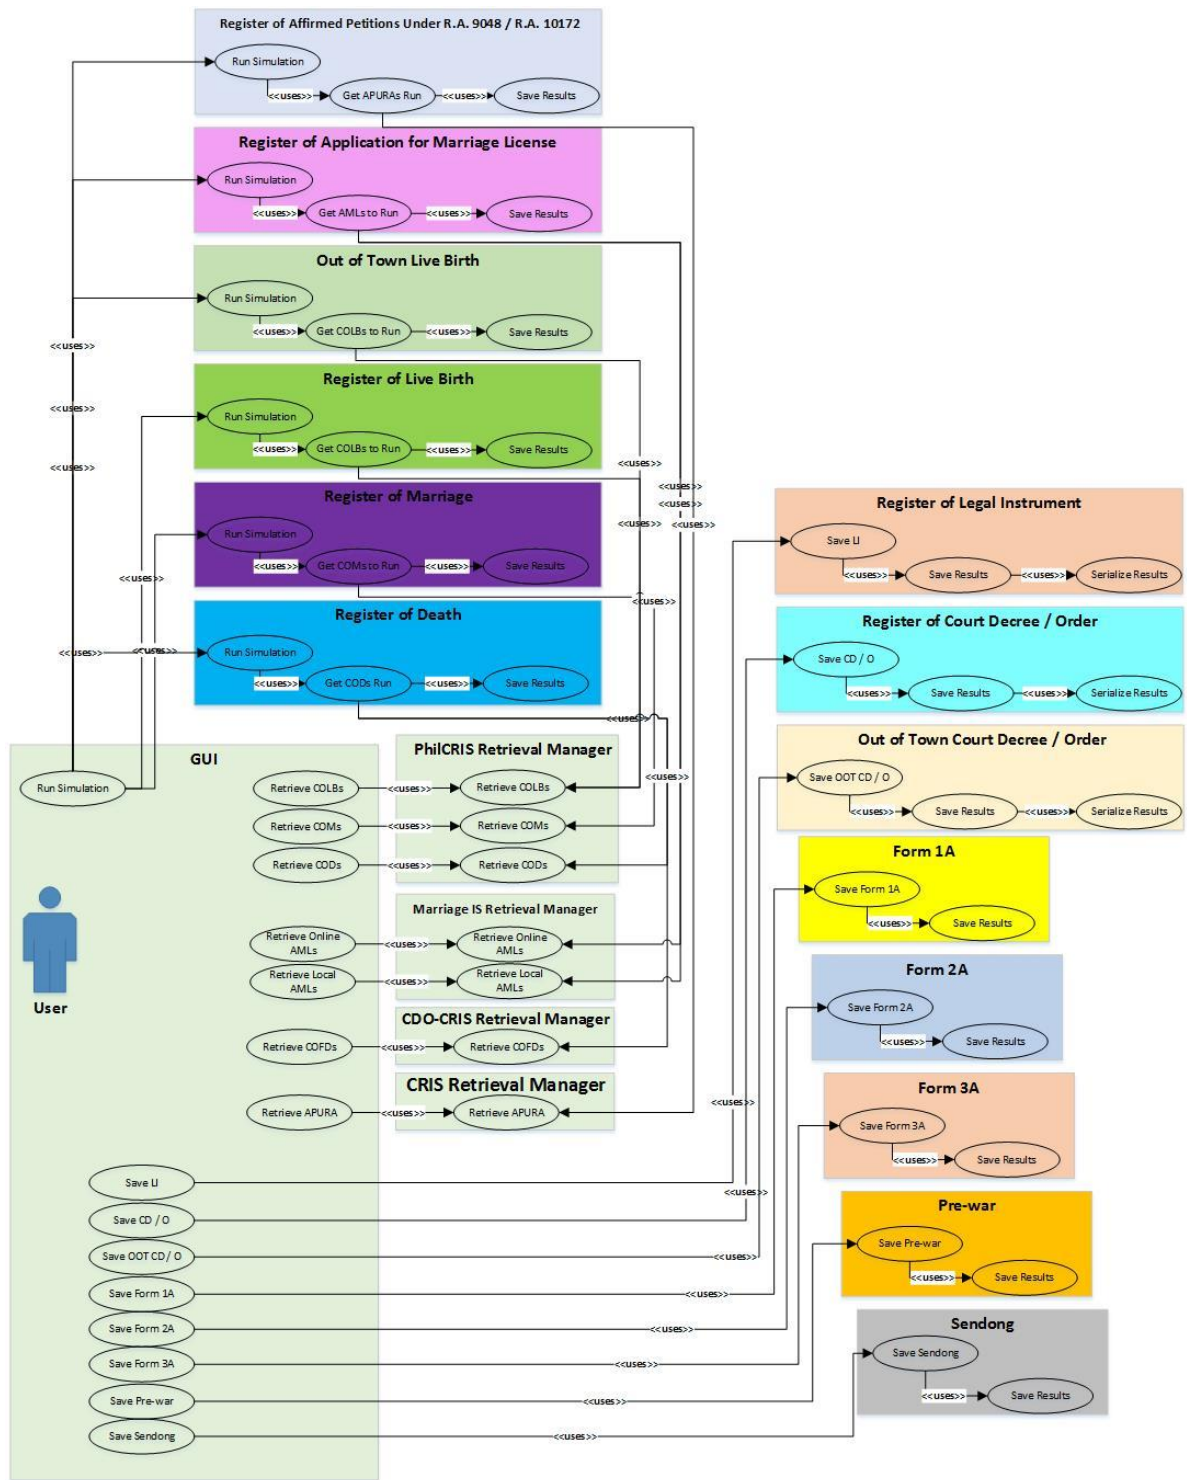 Register of Affirmed Petitions Under R.A. 9048 / R.A. 10172
Run Simulation
<<uses>>
Get APURAs Run
<<uses>>
Save Results
Register of Application for Marriage License
Run Simulation
<<uses>>
Get AMLs to Run
<<uses>>
Save Results
Out of Town Live Birth
Run Simulation
<<uses>>
Get COLBs to Run
<<uses>>
Save Results
<<uses>>
Register of Live Birth
<<uses>>
Run Simulation
<<uses>>
<<uses>>
Get COLBs to Run
<<uses>>
Save Results
<<uses>>
Register of Marriage
<<uses>>
<<uses>>
<<uses>>
<<uses>>
Run Simulation
<<uses>>
Get COMs to Run
<<uses>>
Save Results
<<uses>>
<<uses>>
<<uses>>
Register of Death
<<uses>>
<<uses>>
Run Simulation
<<uses>>
Get CODs Run
<<uses>>
Save Results
<<uses>>
Register of Legal Instrument
Save LI
<<uses>>
Save Results
<<uses>>
Serialize Results
Register of Court Decree / Order
Save CD / O
<<uses>>
Save Results
<<uses>>
Serialize Results
Out of Town Court Decree / Order
Save OOT CD / O
<<uses>>
Save Results
<<uses>>
Serialize Results
GUI
Run Simulation
PhilCRIS Retrieval Manager
Retrieve COLBs
<<uses>>
Retrieve COLBs
Retrieve COMs
<<uses>>
Retrieve COMs
Retrieve CODs
<<uses>>
Retrieve CODs
Marriage IS Retrieval Manager
Retrieve Online
AMLs
<<uses>>
Retrieve Online
AMLs
Retrieve Local
AMLs
<<uses>>
Retrieve Local
AMLs
User
CDO-CRIS Retrieval Manager
Retrieve COFDs
<<uses>>
Retrieve COFDs
CRIS Retrieval Manager
Retrieve APURA
<<uses>>
Retrieve APURA
Form 1A
Save Form 1A
<<uses>>
Save Results
Form 2A
Save Form 2A
<<uses>>
Save Results
Form 3A
Save Form 3A
<<uses>>
Save Results
Pre-war
Save Pre-war
<<uses>>
Save Results
Sendong
Save Sendong
<<uses>>
Save Results
Save LI
<<uses>>
Save CD / O
<<uses>>
Save OOT CD / O
<<uses>>
Save Form 1A
<<uses>>
Save Form 2A
<<uses>>
Save Form 3A
<<uses>>
Save Pre-war
<<uses>>
Save Sendong
<<uses>>